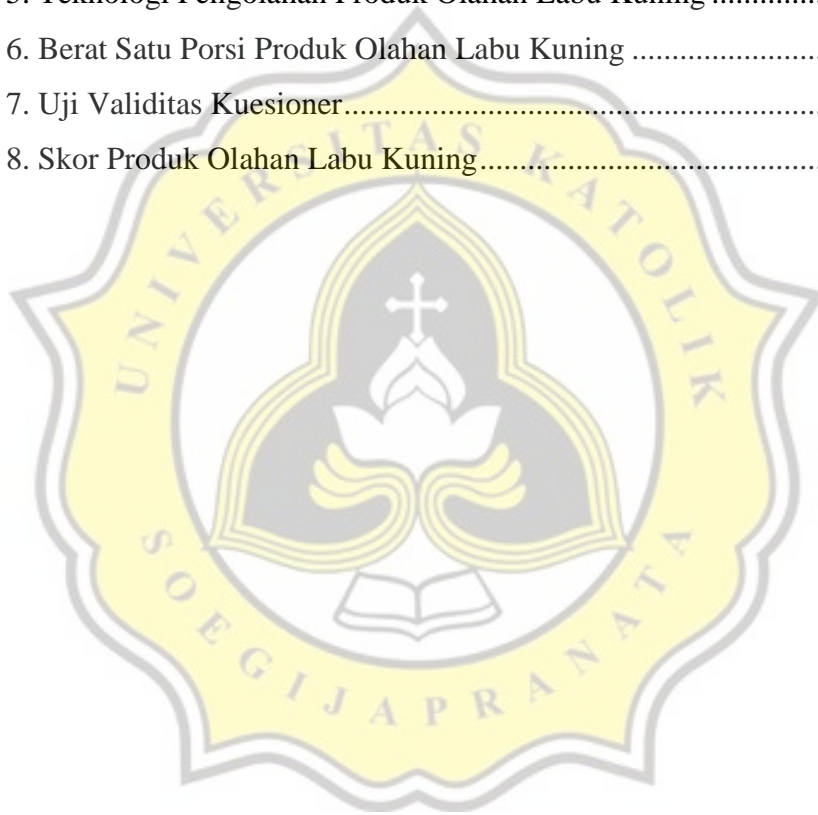 5. Teknologi Pengolahan Produk Olahan Labu Kuning ..............
6. Berat Satu Porsi Produk Olahan Labu Kuning ........................
7. Uji Validitas Kuesioner............................................................
8. Skor Produk Olahan Labu Kuning...........................................
UNIVERSITAS KATOLIK
SOEGIJAPRANATA